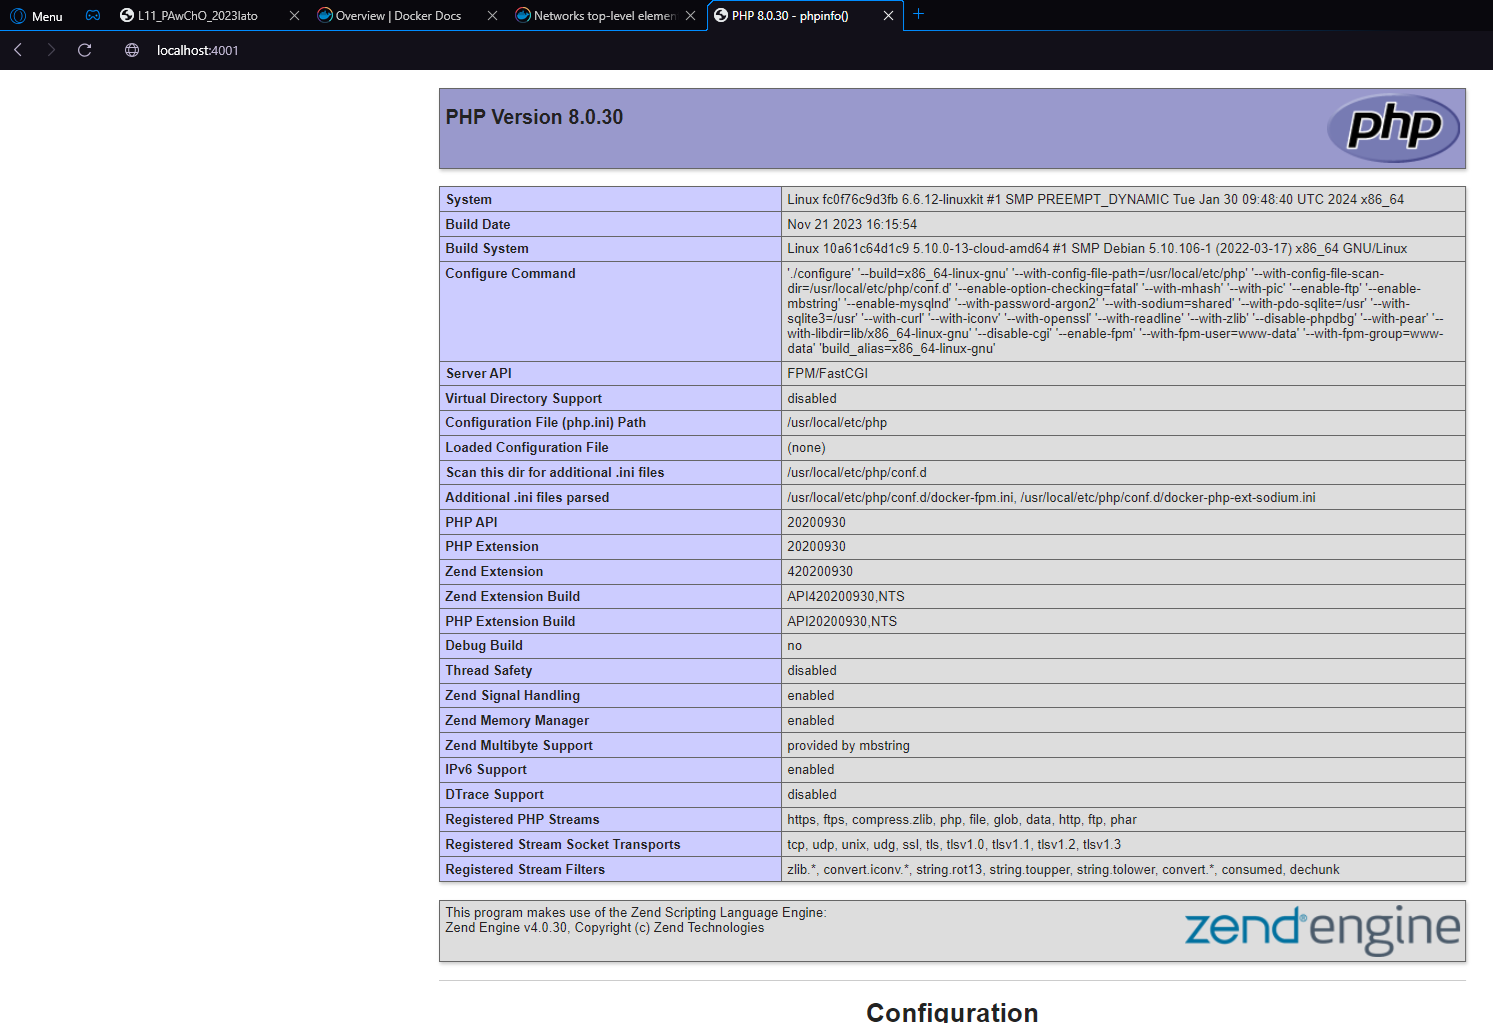 Menu
L11_PAwChO_2023lato
Overview | Docker Docs
Networks top-level elemen
PHP 8.0.30 - phpinfo()
localhost:4001
PHP Version 8.0.30
php
System Linux fc0f76c9d3fb 6.6.12-linuxkit #1 SMP PREEMPT_DYNAMIC Tue Jan 30 09:48:40 UTC 2024 x86_64
Build Date Nov 21 2023 16:15:54
Build System Linux 10a61c64d1c9 5.10.0-13-cloud-amd64 #1 SMP Debian 5.10.106-1 (2022-03-17) x86_64 GNU/Linux
Configure Command './configure' '--build=x86_64-linux-gnu' '--with-config-file-path=/usr/local/etc/php' '--with-config-file-scan-
dir=/usr/local/etc/php/conf.d' '--enable-option-checking=fatal' '--with-mhash' '--with-pic' '--enable-ftp' '--enable-
mbstring' '--enable-mysqlnd' '--with-password-argon2' '--with-sodium=shared' '--with-pdo-sqlite=/usr' '--with-
sqlite3=/usr' '--with-curl' '--with-iconv' '--with-openssl' '--with-readline' '--with-zlib' '--disable-phpdbg' '--with-pear' '--
with-libdir=lib/x86_64-linux-gnu' '--disable-cgi' '--enable-fpm' '--with-fpm-user=www-data' '--with-fpm-group=www-
data' 'build_alias=x86_64-linux-gnu'
Server API FPM/FastCGI
Virtual Directory Support disabled
Configuration File (php.ini) Path /usr/local/etc/php
Loaded Configuration File (none)
Scan this dir for additional .ini files /usr/local/etc/php/conf.d
Additional .ini files parsed /usr/local/etc/php/conf.d/docker-fpm.ini, /usr/local/etc/php/conf.d/docker-php-ext-sodium.ini
PHP API 20200930
PHP Extension 20200930
Zend Extension 420200930
Zend Extension Build API420200930,NTS
PHP Extension Build API20200930,NTS
Debug Build no
Thread Safety disabled
Zend Signal Handling enabled
Zend Memory Manager enabled
Zend Multibyte Support provided by mbstring
IPv6 Support enabled
DTrace Support disabled
Registered PHP Streams https, ftps, compress.zlib, php, file, glob, data, http, ftp, phar
Registered Stream Socket Transports tcp, udp, unix, udg, ssl, tls, tlsv1.0, tlsv1.1, tlsv1.2, tlsv1.3
Registered Stream Filters zlib.*, convert.iconv.*, string.rot13, string.toupper, string.tolower, convert.*, consumed, dechunk
This program makes use of the Zend Scripting Language Engine:
Zend Engine v4.0.30, Copyright (c) Zend Technologies
zend®engine
Configuration